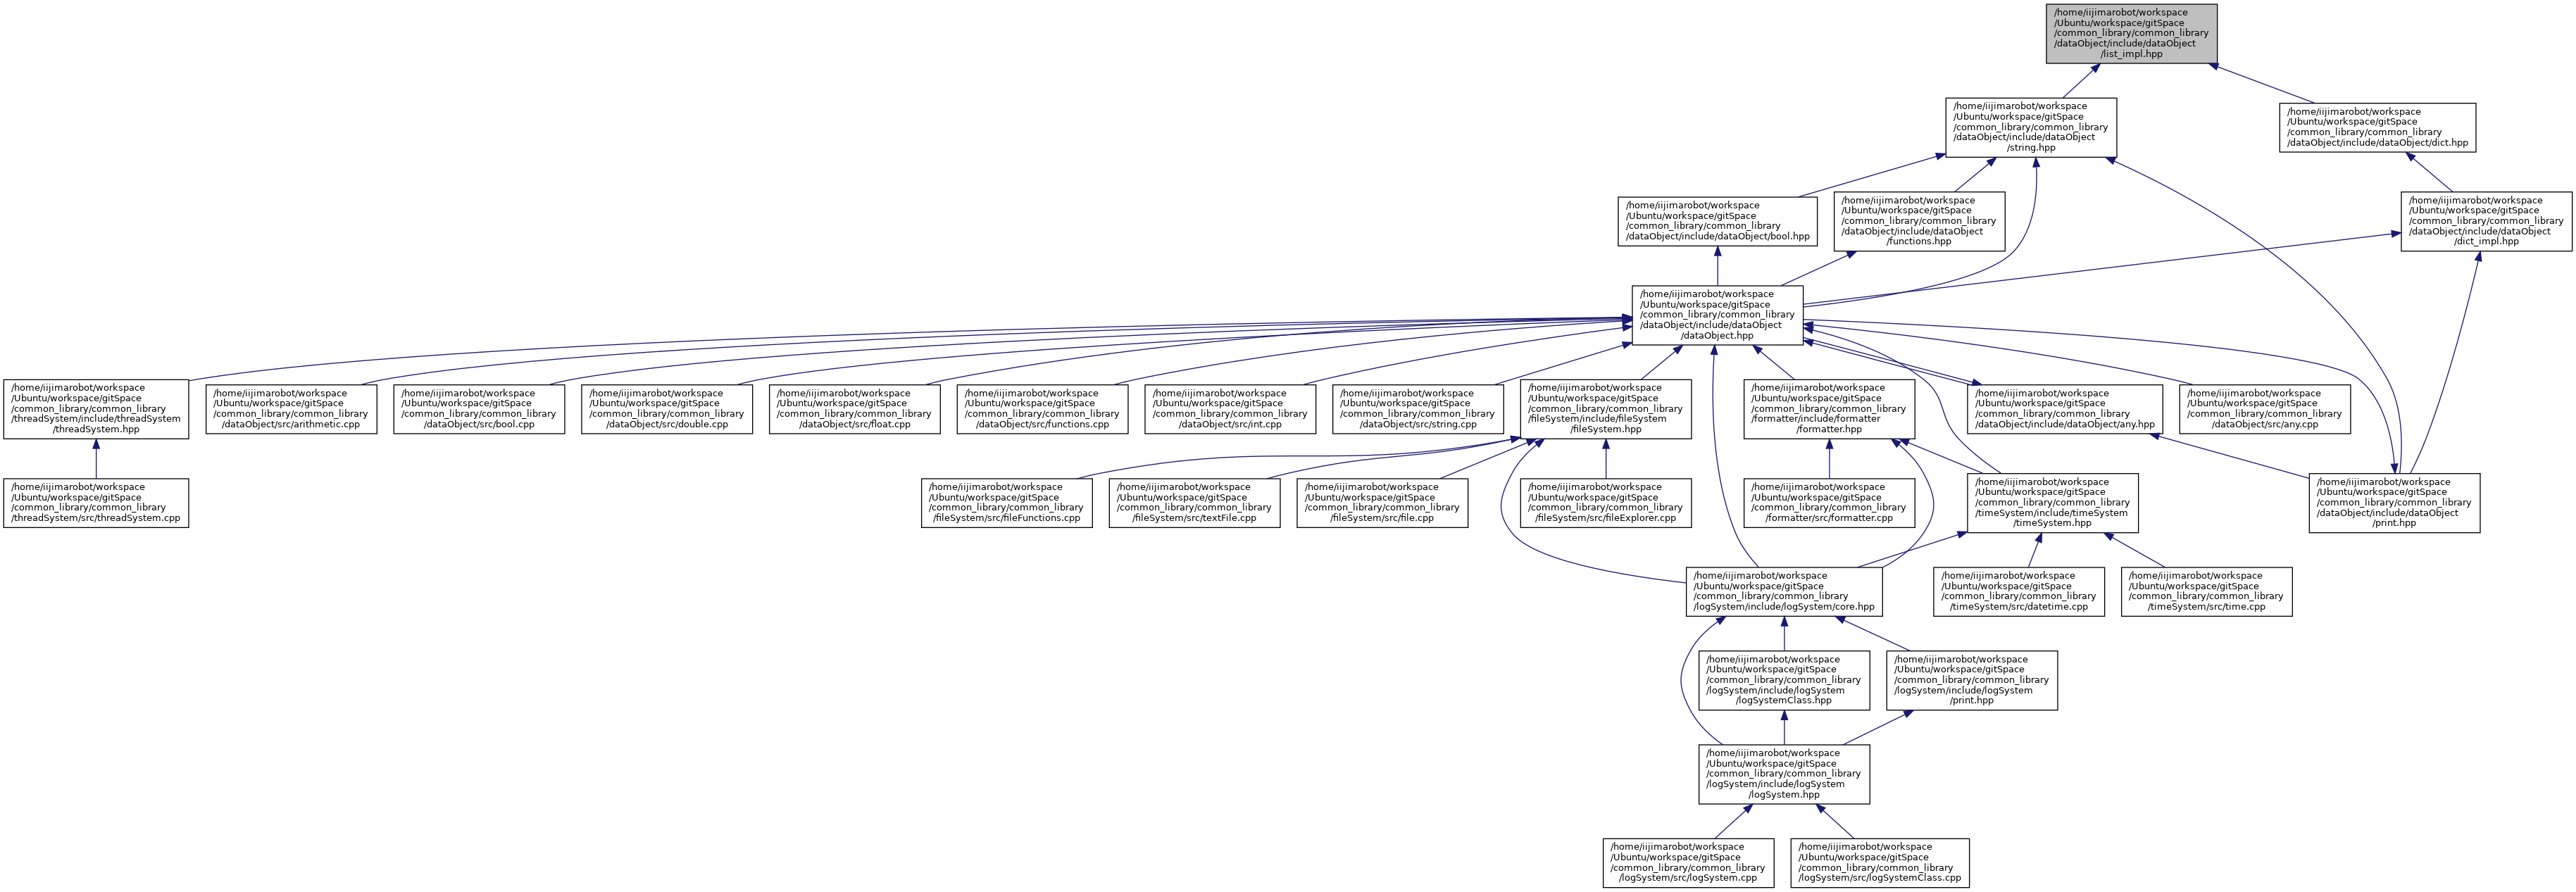 /home/iijimarobot/workspace
/Ubuntu/workspace/gitSpace
/common_library/common_library
/dataObject/include/dataObject
/list_impl.hpp
/home/iijimarobot/workspace
/Ubuntu/workspace/gitSpace
/common_library/common_library
/dataObject/include/dataObject
/string.hpp
/home/iijimarobot/workspace
/Ubuntu/workspace/gitSpace
/common_library/common_library
/dataObject/include/dataObject/dict.hpp
/home/iijimarobot/workspace
/Ubuntu/workspace/gitSpace
/common_library/common_library
/dataObject/include/dataObject/bool.hpp
/home/iijimarobot/workspace
/Ubuntu/workspace/gitSpace
/common_library/common_library
/dataObject/include/dataObject
/functions.hpp
/home/iijimarobot/workspace
/Ubuntu/workspace/gitSpace
/common_library/common_library
/dataObject/include/dataObject
/dict_impl.hpp
/home/iijimarobot/workspace
/Ubuntu/workspace/gitSpace
/common_library/common_library
/dataObject/include/dataObject
/dataObject.hpp
/home/iijimarobot/workspace
/Ubuntu/workspace/gitSpace
/common_library/common_library
/threadSystem/include/threadSystem
/threadSystem.hpp
/home/iijimarobot/workspace
/Ubuntu/workspace/gitSpace
/common_library/common_library
/dataObject/src/arithmetic.cpp
/home/iijimarobot/workspace
/Ubuntu/workspace/gitSpace
/common_library/common_library
/dataObject/src/bool.cpp
/home/iijimarobot/workspace
/Ubuntu/workspace/gitSpace
/common_library/common_library
/dataObject/src/double.cpp
/home/iijimarobot/workspace
/Ubuntu/workspace/gitSpace
/common_library/common_library
/dataObject/src/float.cpp
/home/iijimarobot/workspace
/Ubuntu/workspace/gitSpace
/common_library/common_library
/dataObject/src/functions.cpp
/home/iijimarobot/workspace
/Ubuntu/workspace/gitSpace
/common_library/common_library
/dataObject/src/int.cpp
/home/iijimarobot/workspace
/Ubuntu/workspace/gitSpace
/common_library/common_library
/dataObject/src/string.cpp
/home/iijimarobot/workspace
/Ubuntu/workspace/gitSpace
/common_library/common_library
/fileSystem/include/fileSystem
/fileSystem.hpp
/home/iijimarobot/workspace
/Ubuntu/workspace/gitSpace
/common_library/common_library
/formatter/include/formatter
/formatter.hpp
/home/iijimarobot/workspace
/Ubuntu/workspace/gitSpace
/common_library/common_library
/dataObject/include/dataObject/any.hpp
/home/iijimarobot/workspace
/Ubuntu/workspace/gitSpace
/common_library/common_library
/dataObject/src/any.cpp
/home/iijimarobot/workspace
/Ubuntu/workspace/gitSpace
/common_library/common_library
/threadSystem/src/threadSystem.cpp
/home/iijimarobot/workspace
/Ubuntu/workspace/gitSpace
/common_library/common_library
/fileSystem/src/fileFunctions.cpp
/home/iijimarobot/workspace
/Ubuntu/workspace/gitSpace
/common_library/common_library
/fileSystem/src/textFile.cpp
/home/iijimarobot/workspace
/Ubuntu/workspace/gitSpace
/common_library/common_library
/fileSystem/src/file.cpp
/home/iijimarobot/workspace
/Ubuntu/workspace/gitSpace
/common_library/common_library
/fileSystem/src/fileExplorer.cpp
/home/iijimarobot/workspace
/Ubuntu/workspace/gitSpace
/common_library/common_library
/formatter/src/formatter.cpp
/home/iijimarobot/workspace
/Ubuntu/workspace/gitSpace
/common_library/common_library
/timeSystem/include/timeSystem
/timeSystem.hpp
/home/iijimarobot/workspace
/Ubuntu/workspace/gitSpace
/common_library/common_library
/dataObject/include/dataObject
/print.hpp
/home/iijimarobot/workspace
/Ubuntu/workspace/gitSpace
/common_library/common_library
/logSystem/include/logSystem/core.hpp
/home/iijimarobot/workspace
/Ubuntu/workspace/gitSpace
/common_library/common_library
/timeSystem/src/datetime.cpp
/home/iijimarobot/workspace
/Ubuntu/workspace/gitSpace
/common_library/common_library
/timeSystem/src/time.cpp
/home/iijimarobot/workspace
/Ubuntu/workspace/gitSpace
/common_library/common_library
/logSystem/include/logSystem
/logSystemClass.hpp
/home/iijimarobot/workspace
/Ubuntu/workspace/gitSpace
/common_library/common_library
/logSystem/include/logSystem
/print.hpp
/home/iijimarobot/workspace
/Ubuntu/workspace/gitSpace
/common_library/common_library
/logSystem/include/logSystem
/logSystem.hpp
/home/iijimarobot/workspace
/Ubuntu/workspace/gitSpace
/common_library/common_library
/logSystem/src/logSystem.cpp
/home/iijimarobot/workspace
/Ubuntu/workspace/gitSpace
/common_library/common_library
/logSystem/src/logSystemClass.cpp